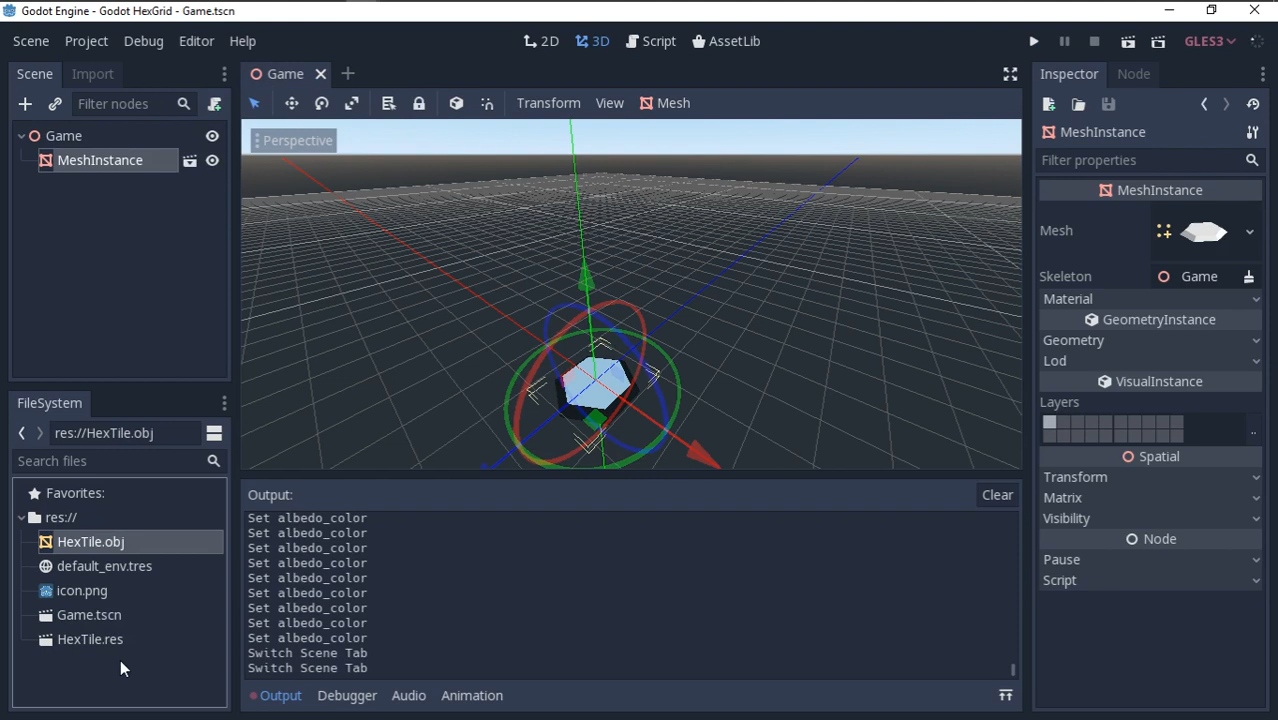 Godot Engine - Godot HexGrid - Game.tscn
Scene Project Debug Editor Help
2D 3D Script AssetLib
GLES3
Scene Import
Filter nodes
Game
MeshInstance
Game
Transform View Mesh
Perspective
FileSystem
res://HexTile.obj
Search files
Favorites:
res://
HexTile.obj
default_env.tres
icon.png
Game.tscn
HexTile.res
Output:
Clear
Set albedo_color
Set albedo_color
Set albedo_color
Set albedo_color
Set albedo_color
Set albedo_color
Set albedo_color
Set albedo_color
Set albedo_color
Switch Scene Tab
Switch Scene Tab
Output Debugger Audio Animation
Inspector Node
MeshInstance
Filter properties
MeshInstance
Mesh
Skeleton Game
Material
GeometryInstance
Geometry
Lod
VisualInstance
Layers
..
Spatial
Transform
Matrix
Visibility
Node
Pause
Script